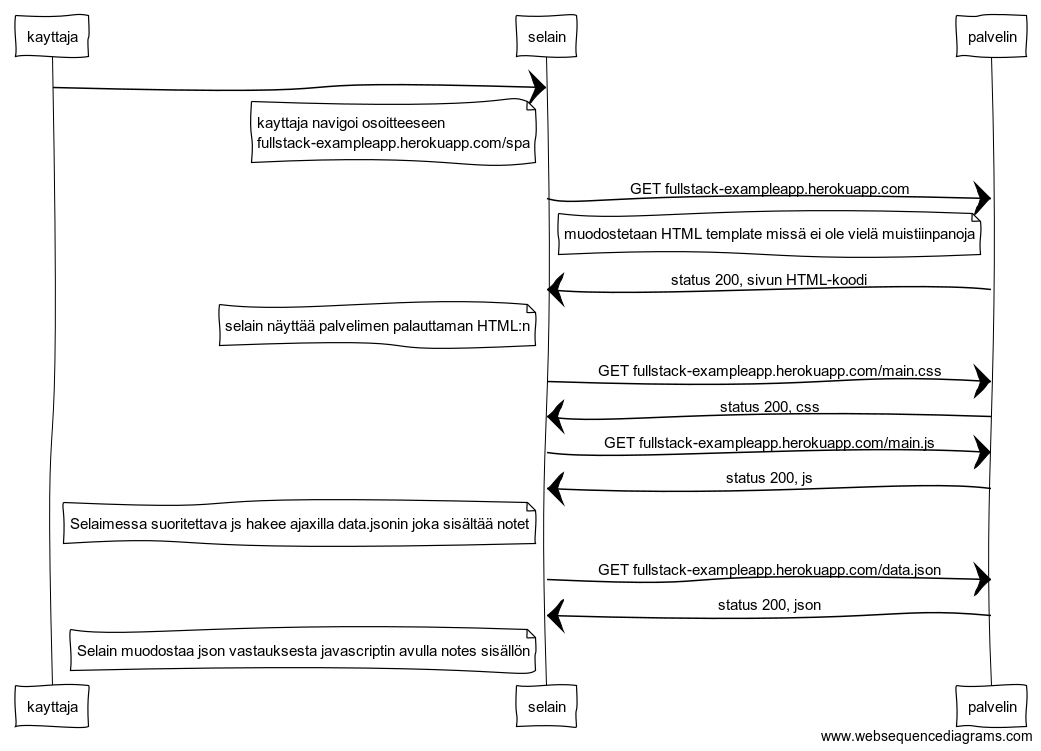 kayttaja
selain
palvelin
kayttaja navigoi osoitteeseen
fullstack-exampleapp.herokuapp.com/spa
GET fullstack-exampleapp.herokuapp.com
muodostetaan HTML template missä ei ole vielä muistiinpanoja
status 200, sivun HTML-koodi
selain näyttää palvelimen palauttaman HTML:n
GET fullstack-exampleapp.herokuapp.com/main.css
status 200, css
GET fullstack-exampleapp.herokuapp.com/main.js
status 200, js
Selaimessa suoritettava js hakee ajaxilla data.jsonin joka sisältää notet
GET fullstack-exampleapp.herokuapp.com/data.json
status 200, json
Selain muodostaa json vastauksesta javascriptin avulla notes sisällön
kayttaja
selain
palvelin
www.websequencediagrams.com